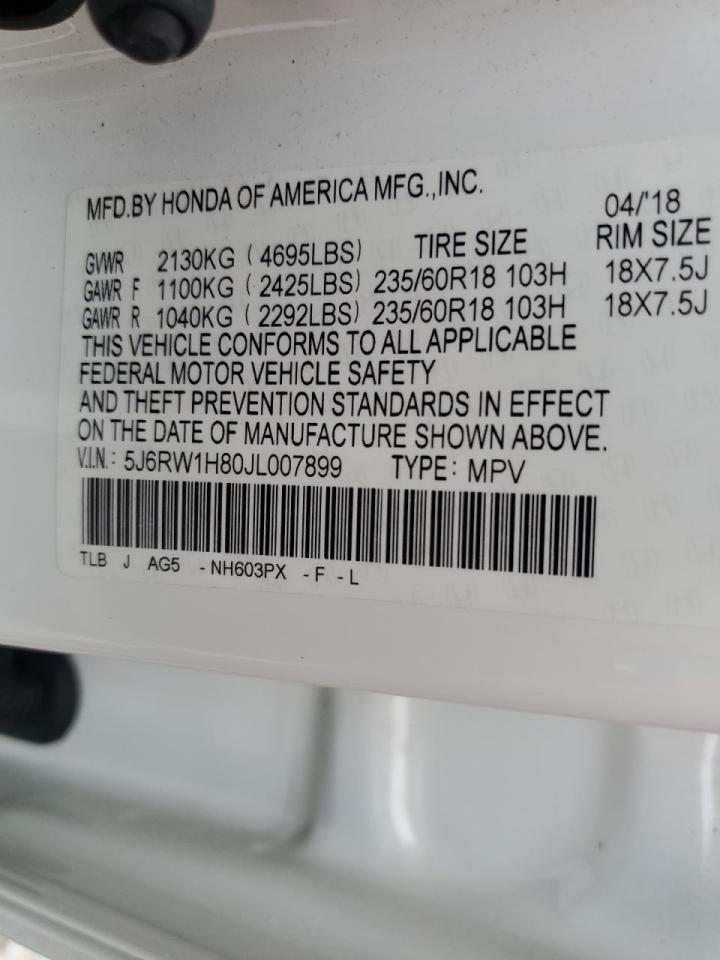 MFD.BY HONDA OF AMERICA MFG.,INC. 04/'18
GVWR 2130KG ( 4695LBS) TIRE SIZE RIM SIZE
GAWR F 1100KG ( 2425LBS) 235/60R18 103H 18X7.5J
GAWR R 1040KG ( 2292LBS) 235/60R18 103H 18X7.5J
THIS VEHICLE CONFORMS TO ALL APPLICABLE
FEDERAL MOTOR VEHICLE SAFETY
AND THEFT PREVENTION STANDARDS IN EFFECT
ON THE DATE OF MANUFACTURE SHOWN ABOVE.
V.I.N.: 5J6RW1H80JL007899 TYPE: MPV
TLB J AG5 -NH603PX -F -L